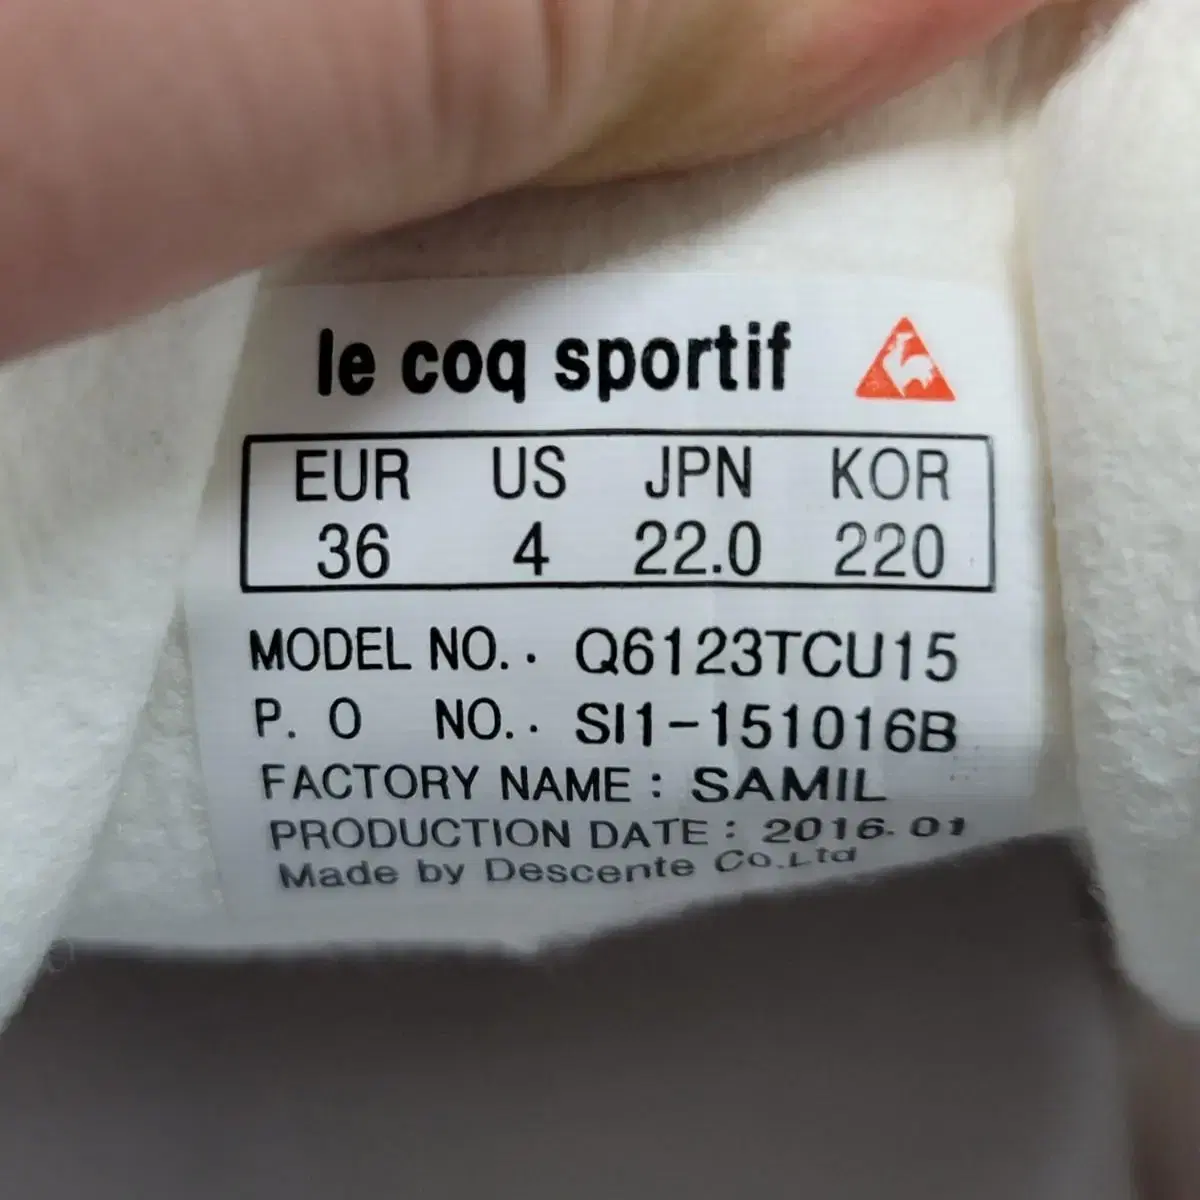 le coq sportif
EUR US JPN KOR
36 4 22.0 220
MODEL NO.. Q6123TCU15
P. O NO.. SI1-151016B
FACTORY NAME : SAMIL
PRODUCTION DATE : 2016.01
Made by Descente Co.Ltd